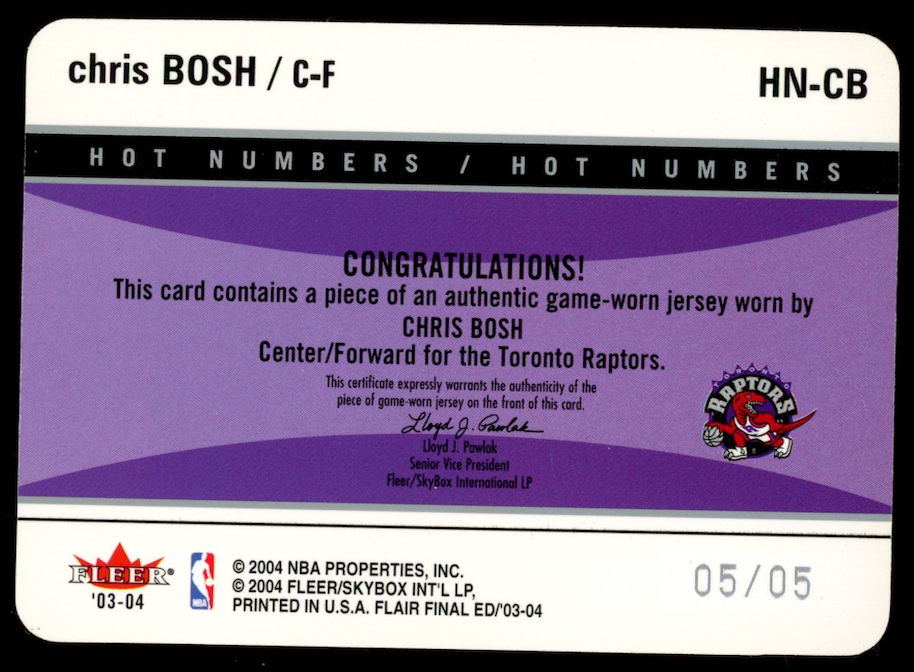 chris BOSH / C-F
HN-CB
HOT NUMBERS / HOT NUMBERS
CONGRATULATIONS!
This card contains a piece of an authentic game-worn jersey worn by
CHRIS BOSH
Center/Forward for the Toronto Raptors.
This certificate expressly warrants the authenticity of the
piece of game-worn jersey on the front of this card.
Lloyd J. Pawlak
Lloyd J. Pawlak
Senior Vice President
Fleer/SkyBox International LP
RAPTORS
FLEER®
'03-04
NBA
© 2004 NBA PROPERTIES, INC.
© 2004 FLEER/SKYBOX INT'L LP,
PRINTED IN U.S.A. FLAIR FINAL ED/'03-04
05/05